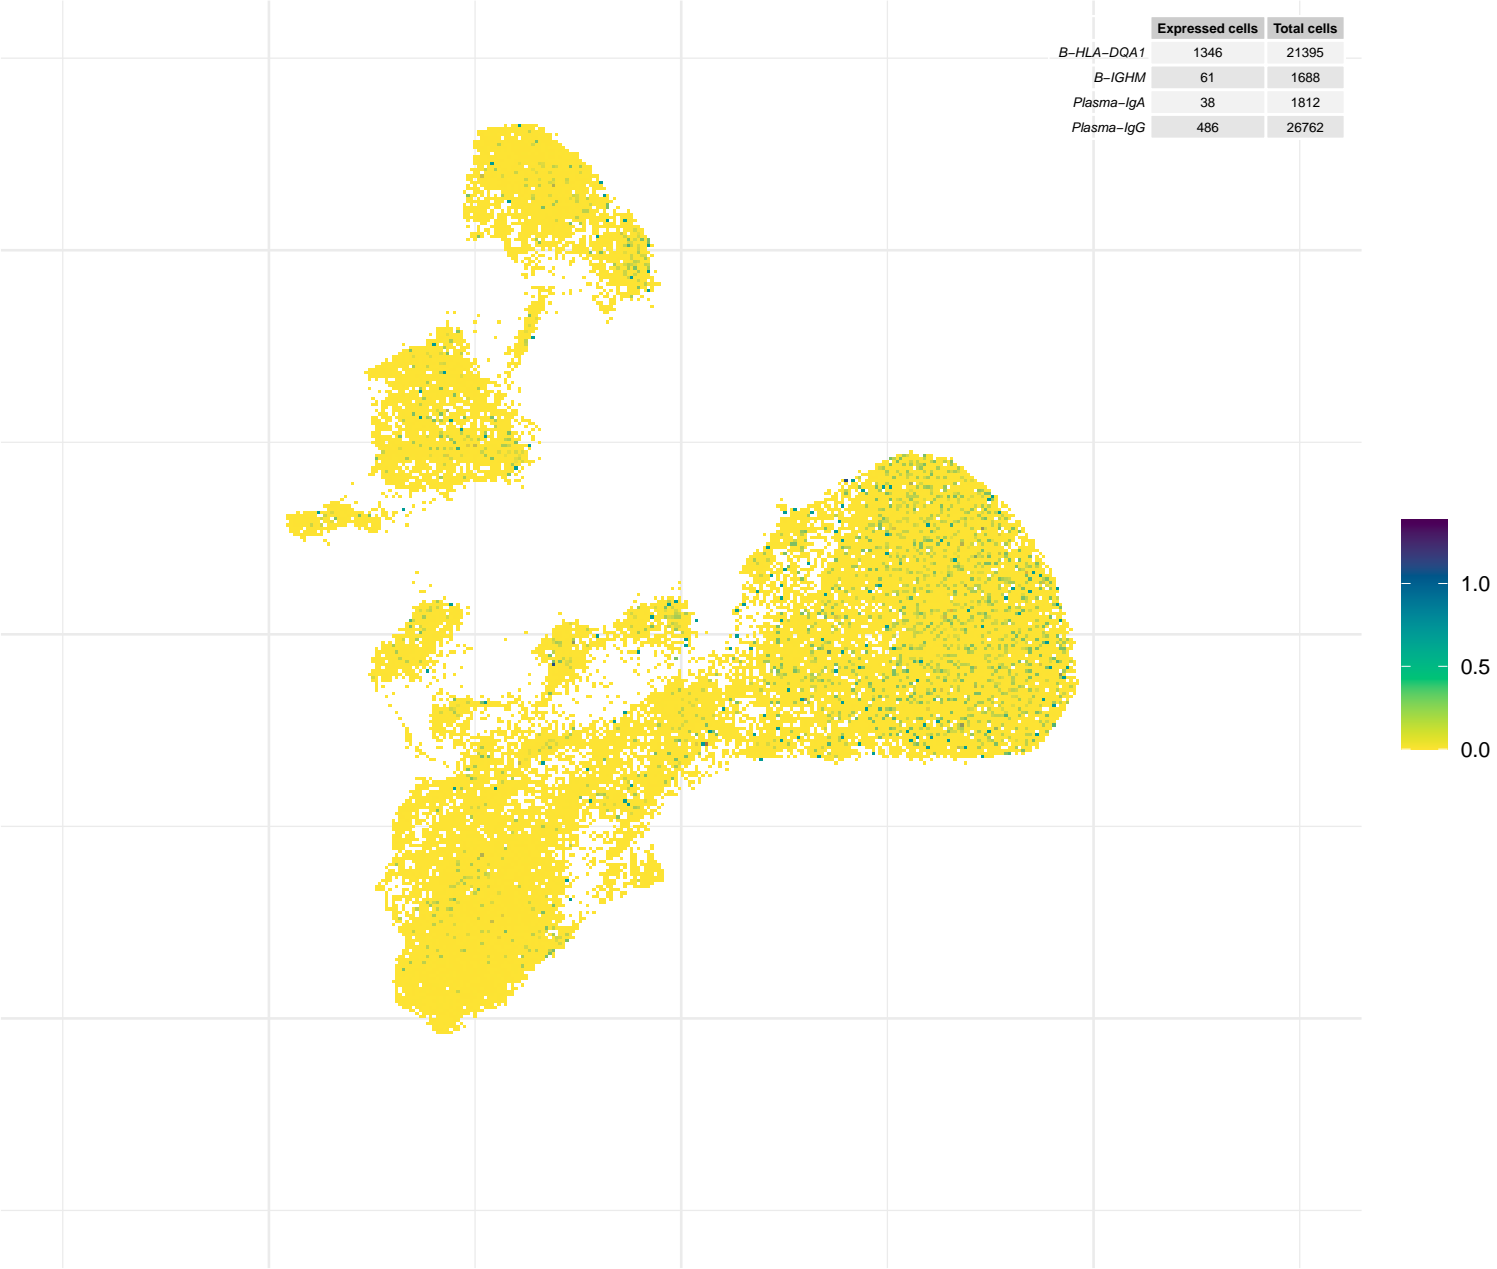 Expressed cells Total cells
B−HLA−DQA1 1346 21395
B−IGHM 61 1688
Plasma−IgA 38 1812
Plasma−IgG 486 26762
1.0
0.5
0.0